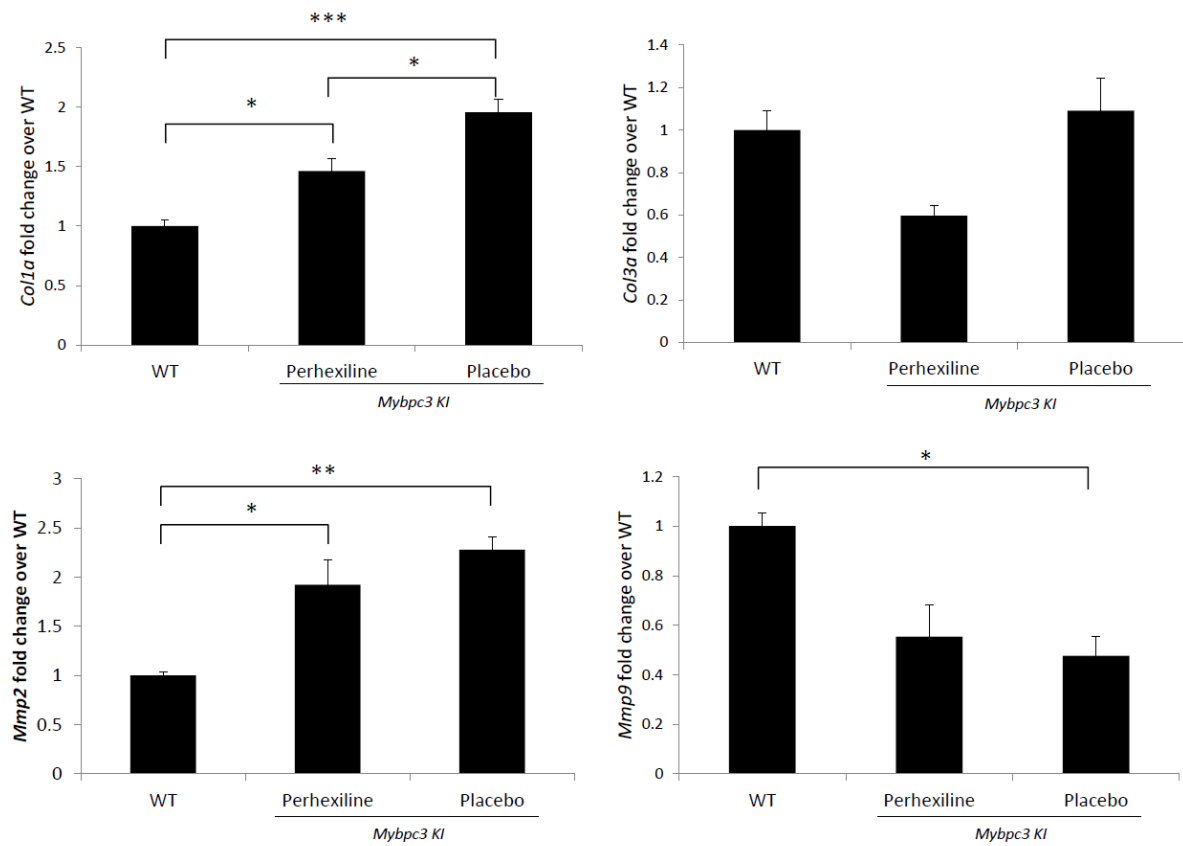 ***
*
*
Col1a fold change over WT
2.5
2
1.5
1
0.5
0
WT
Perhexiline
Placebo
Mybpc3 KI
Col3a fold change over WT
1.4
1.2
1
0.8
0.6
0.4
0.2
0
WT
Perhexiline
Placebo
Mybpc3 KI
**
*
Mmp2 fold change over WT
3
2.5
2
1.5
1
0.5
0
WT
Perhexiline
Placebo
Mybpc3 KI
*
Mmp9 fold change over WT
1.2
1
0.8
0.6
0.4
0.2
0
WT
Perhexiline
Placebo
Mybpc3 KI